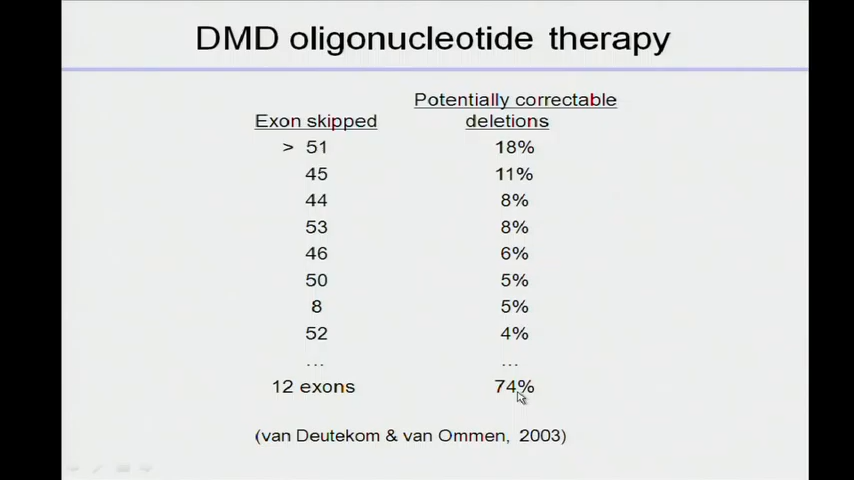 DMD oligonucleotide therapy
Potentially correctable
Exon skipped deletions
> 51 18%
45 11%
44 8%
53 8%
46 6%
50 5%
8 5%
52 4%
... ...
12 exons 74%
(van Deutekom & van Ommen, 2003)